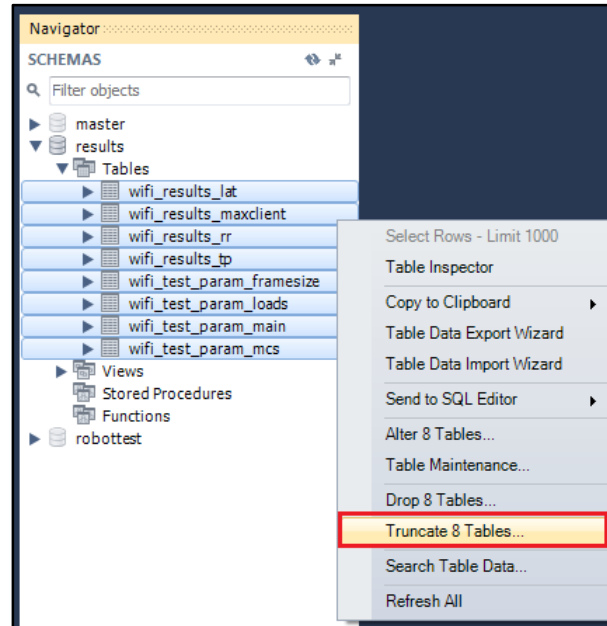 Navigator
SCHEMAS
Filter objects
master
results
Tables
wifi_results_lat
wifi_results_maxclient
wifi_results_rr
wifi_results_tp
wifi_test_param_framesize
wifi_test_param_loads
wifi_test_param_main
wifi_test_param_mcs
Views
Stored Procedures
Functions
robottest
Select Rows - Limit 1000
Table Inspector
Copy to Clipboard
Table Data Export Wizard
Table Data Import Wizard
Send to SQL Editor
Alter 8 Tables...
Table Maintenance...
Drop 8 Tables...
Truncate 8 Tables...
Search Table Data...
Refresh All